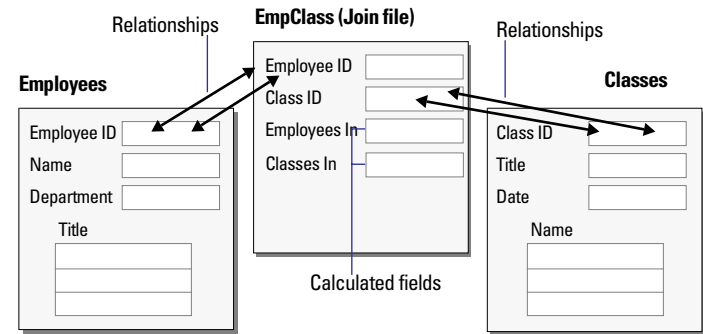 Relationships
EmpClass (Join file)
Relationships
Employees
Employee ID
Name
Department
Title
Employee ID
Class ID
Employees In
Classes In
Calculated fields
Classes
Class ID
Title
Date
Name